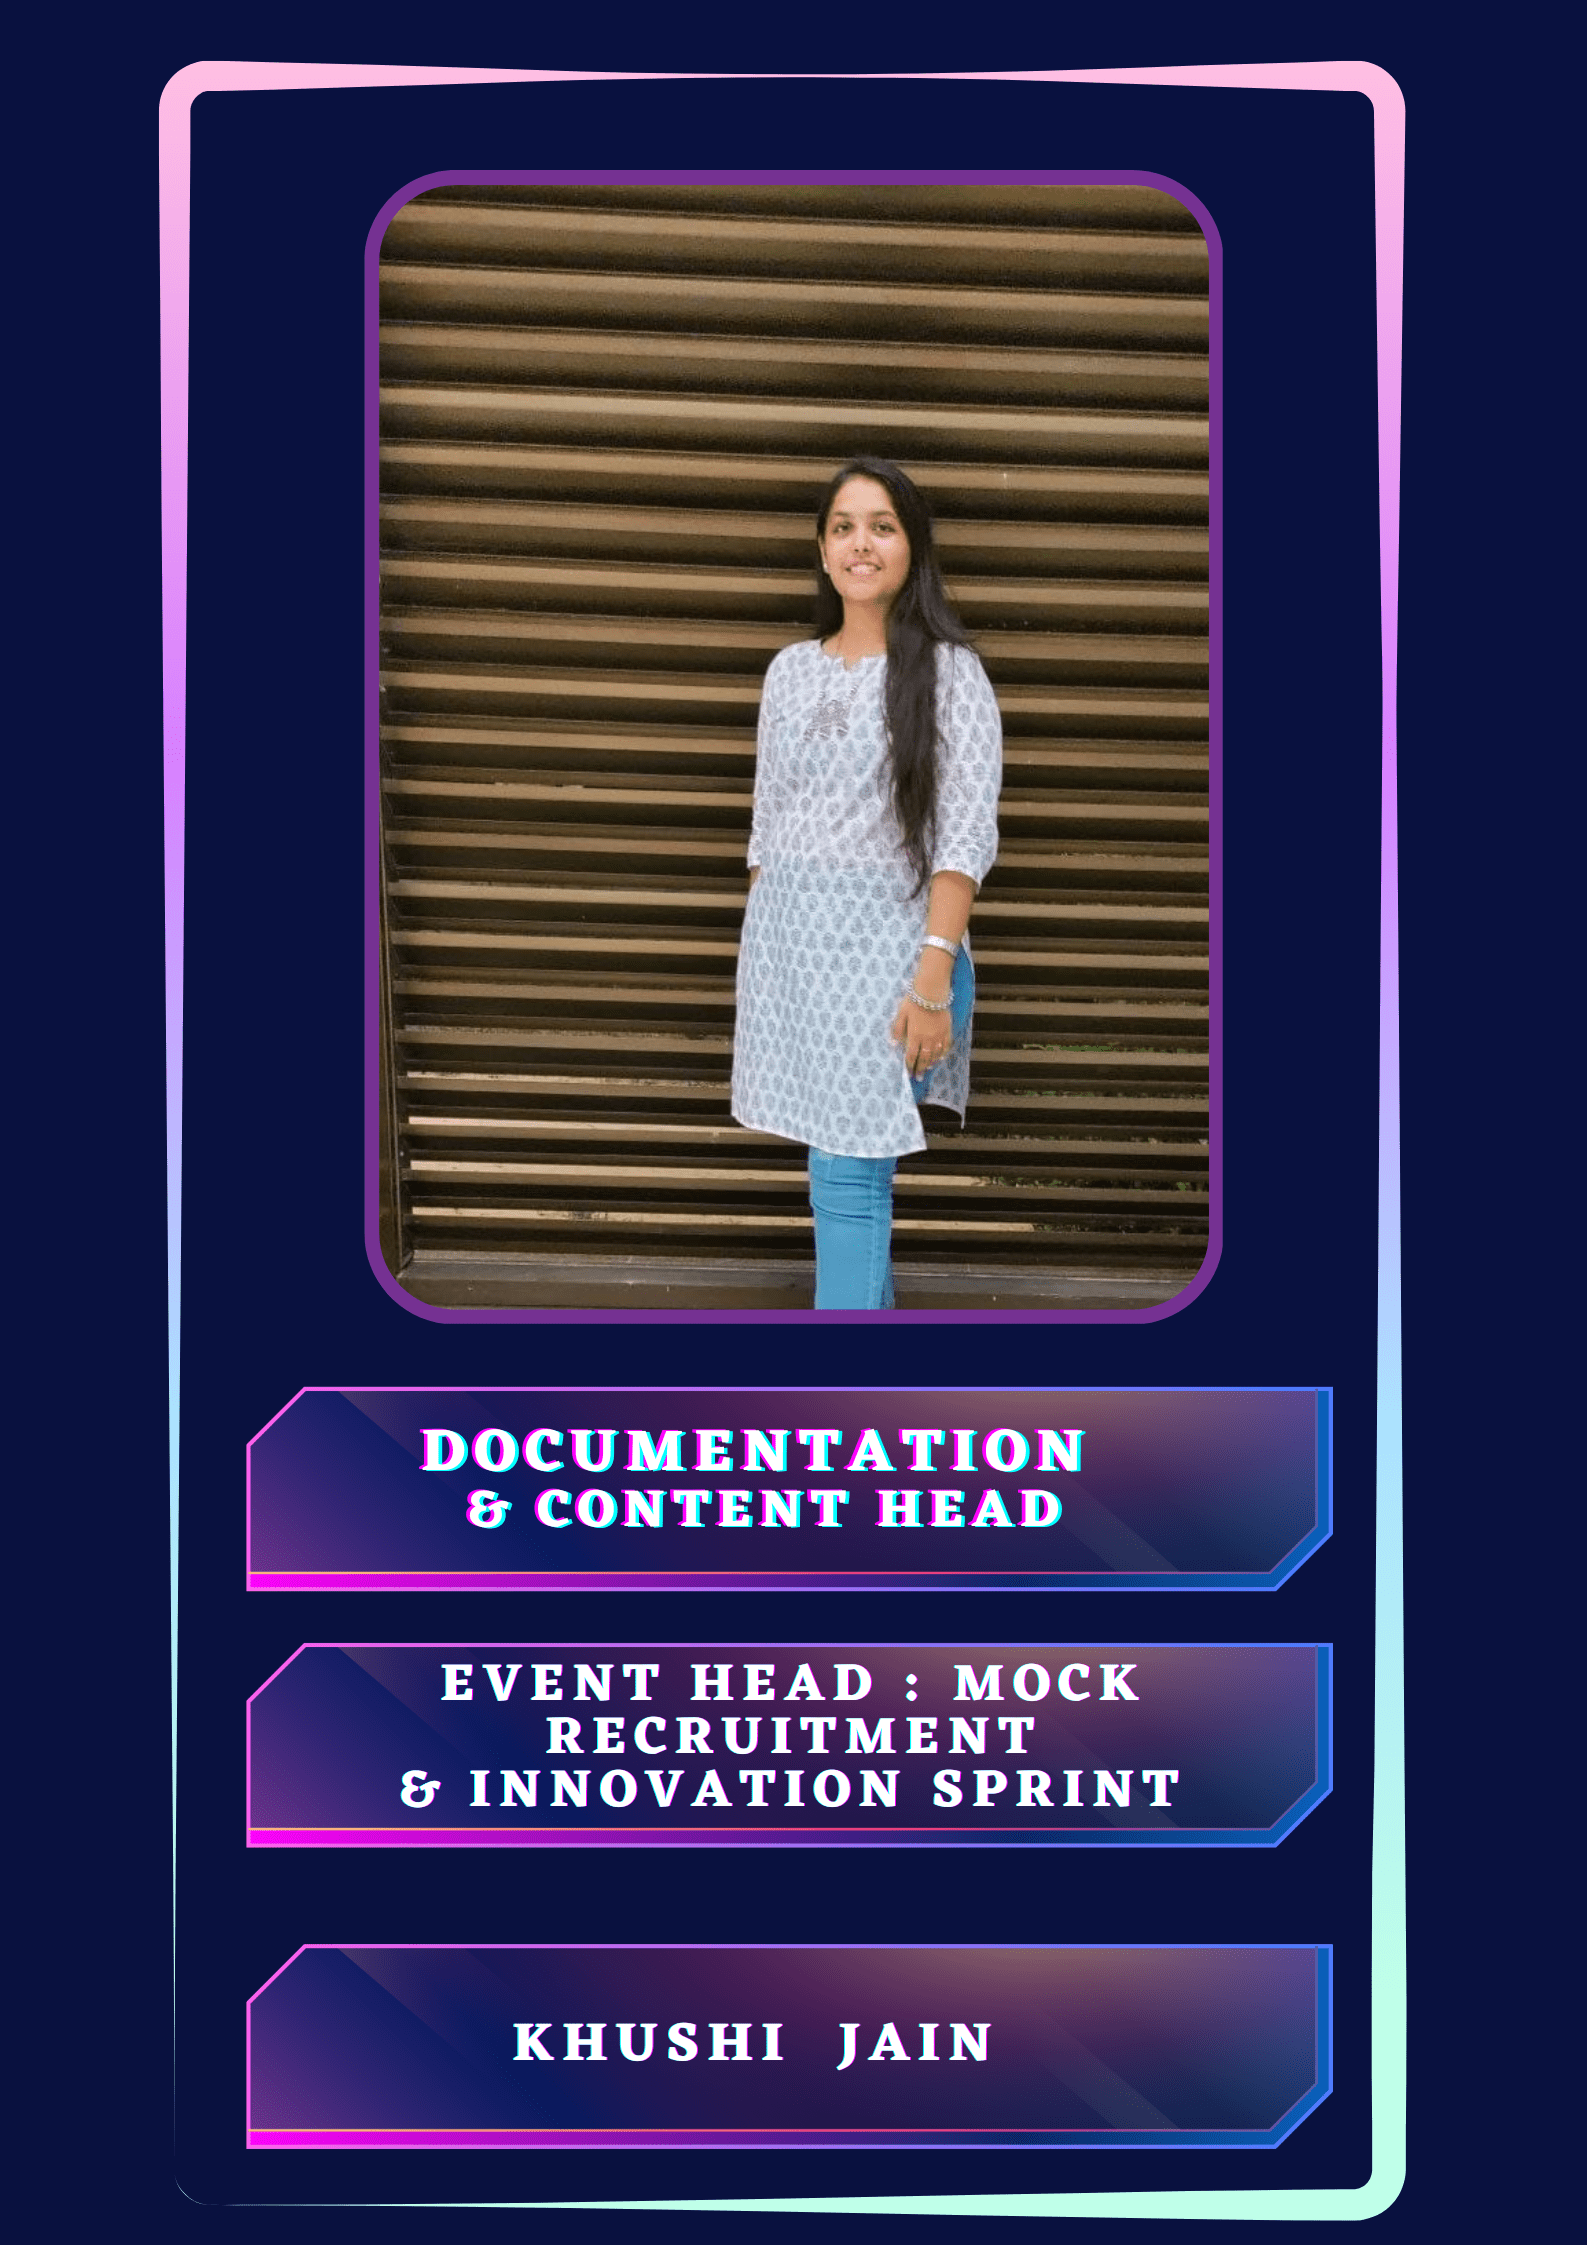 DOCUMENTATION
& CONTENT HEAD
EVENT HEAD : MOCK
RECRUITMENT
& INNOVATION SPRINT
KHUSHI JAIN